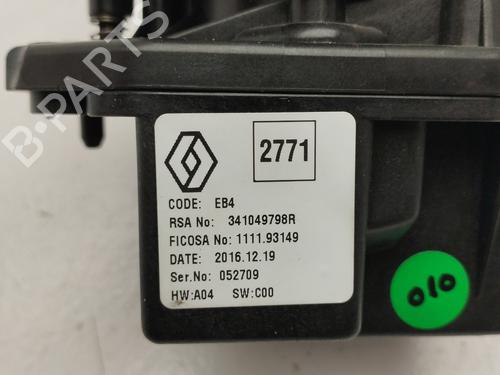 2771
CODE: EB4
RSA No: 341049798R
FICOSA No: 1111.93149
DATE: 2016.12.19
Ser.No: 052709
HW:A04 SW:C00
010
B-PARTS